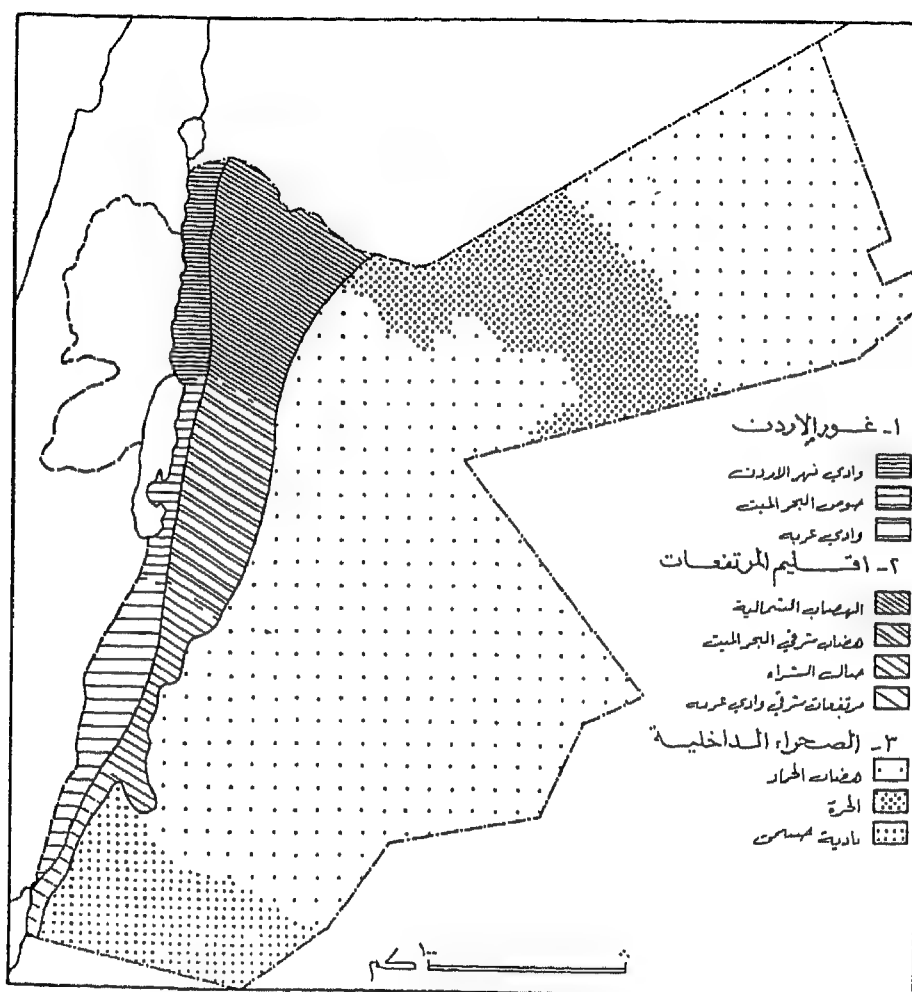 ١- غور الاردن
وادي نهر الاردن
حوض البحر الميت
وادي عربه
٢- اقليم المرتفعات
الهضاب الشمالية
هضاب شرقي البحر الميت
جبال الشراه
مرتفعات شرقي وادي عربه
٣- الصحراء الداخلية
هضاب الحماد
الحرة
بادية حسمى
كم